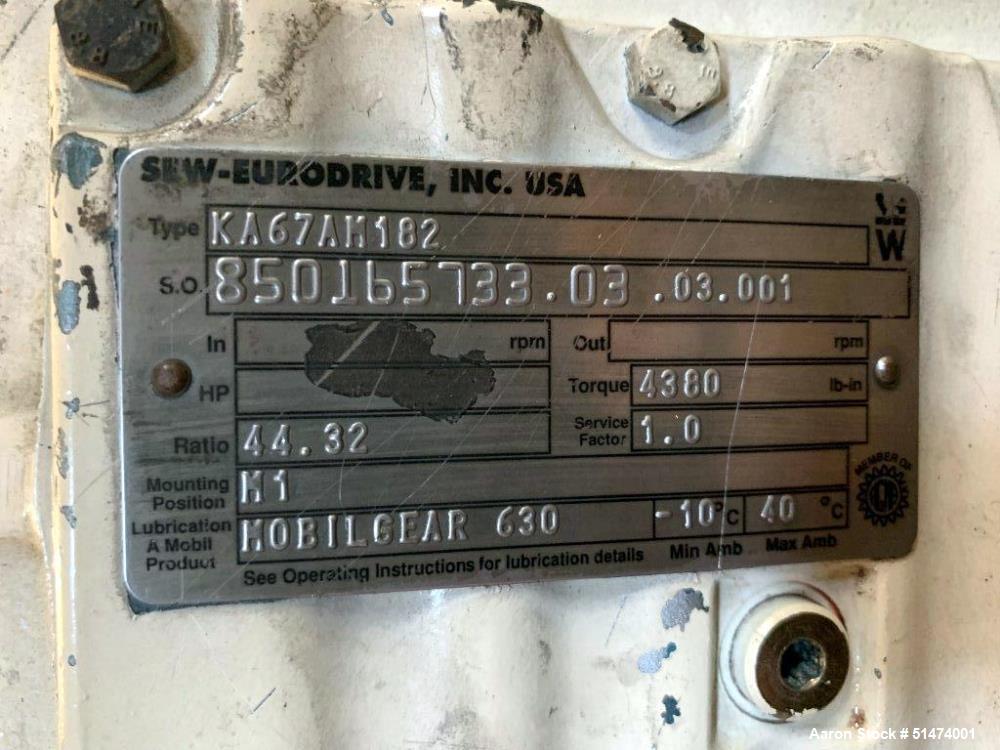 SEW-EURODRIVE, INC. USA
Type KA67AM182
W
S.O. 850165733.03 .03.001
In rpm Out rpm
HP Torque 4380 lb-in
Ratio 44.32 Service Factor 1.0
Mounting Position M1
MEMBER OF
Lubrication A Mobil Product MOBILGEAR 630 -10 °C 40 °C
See Operating Instructions for lubrication details Min Amb Max Amb
Aaron Stock # 51474001